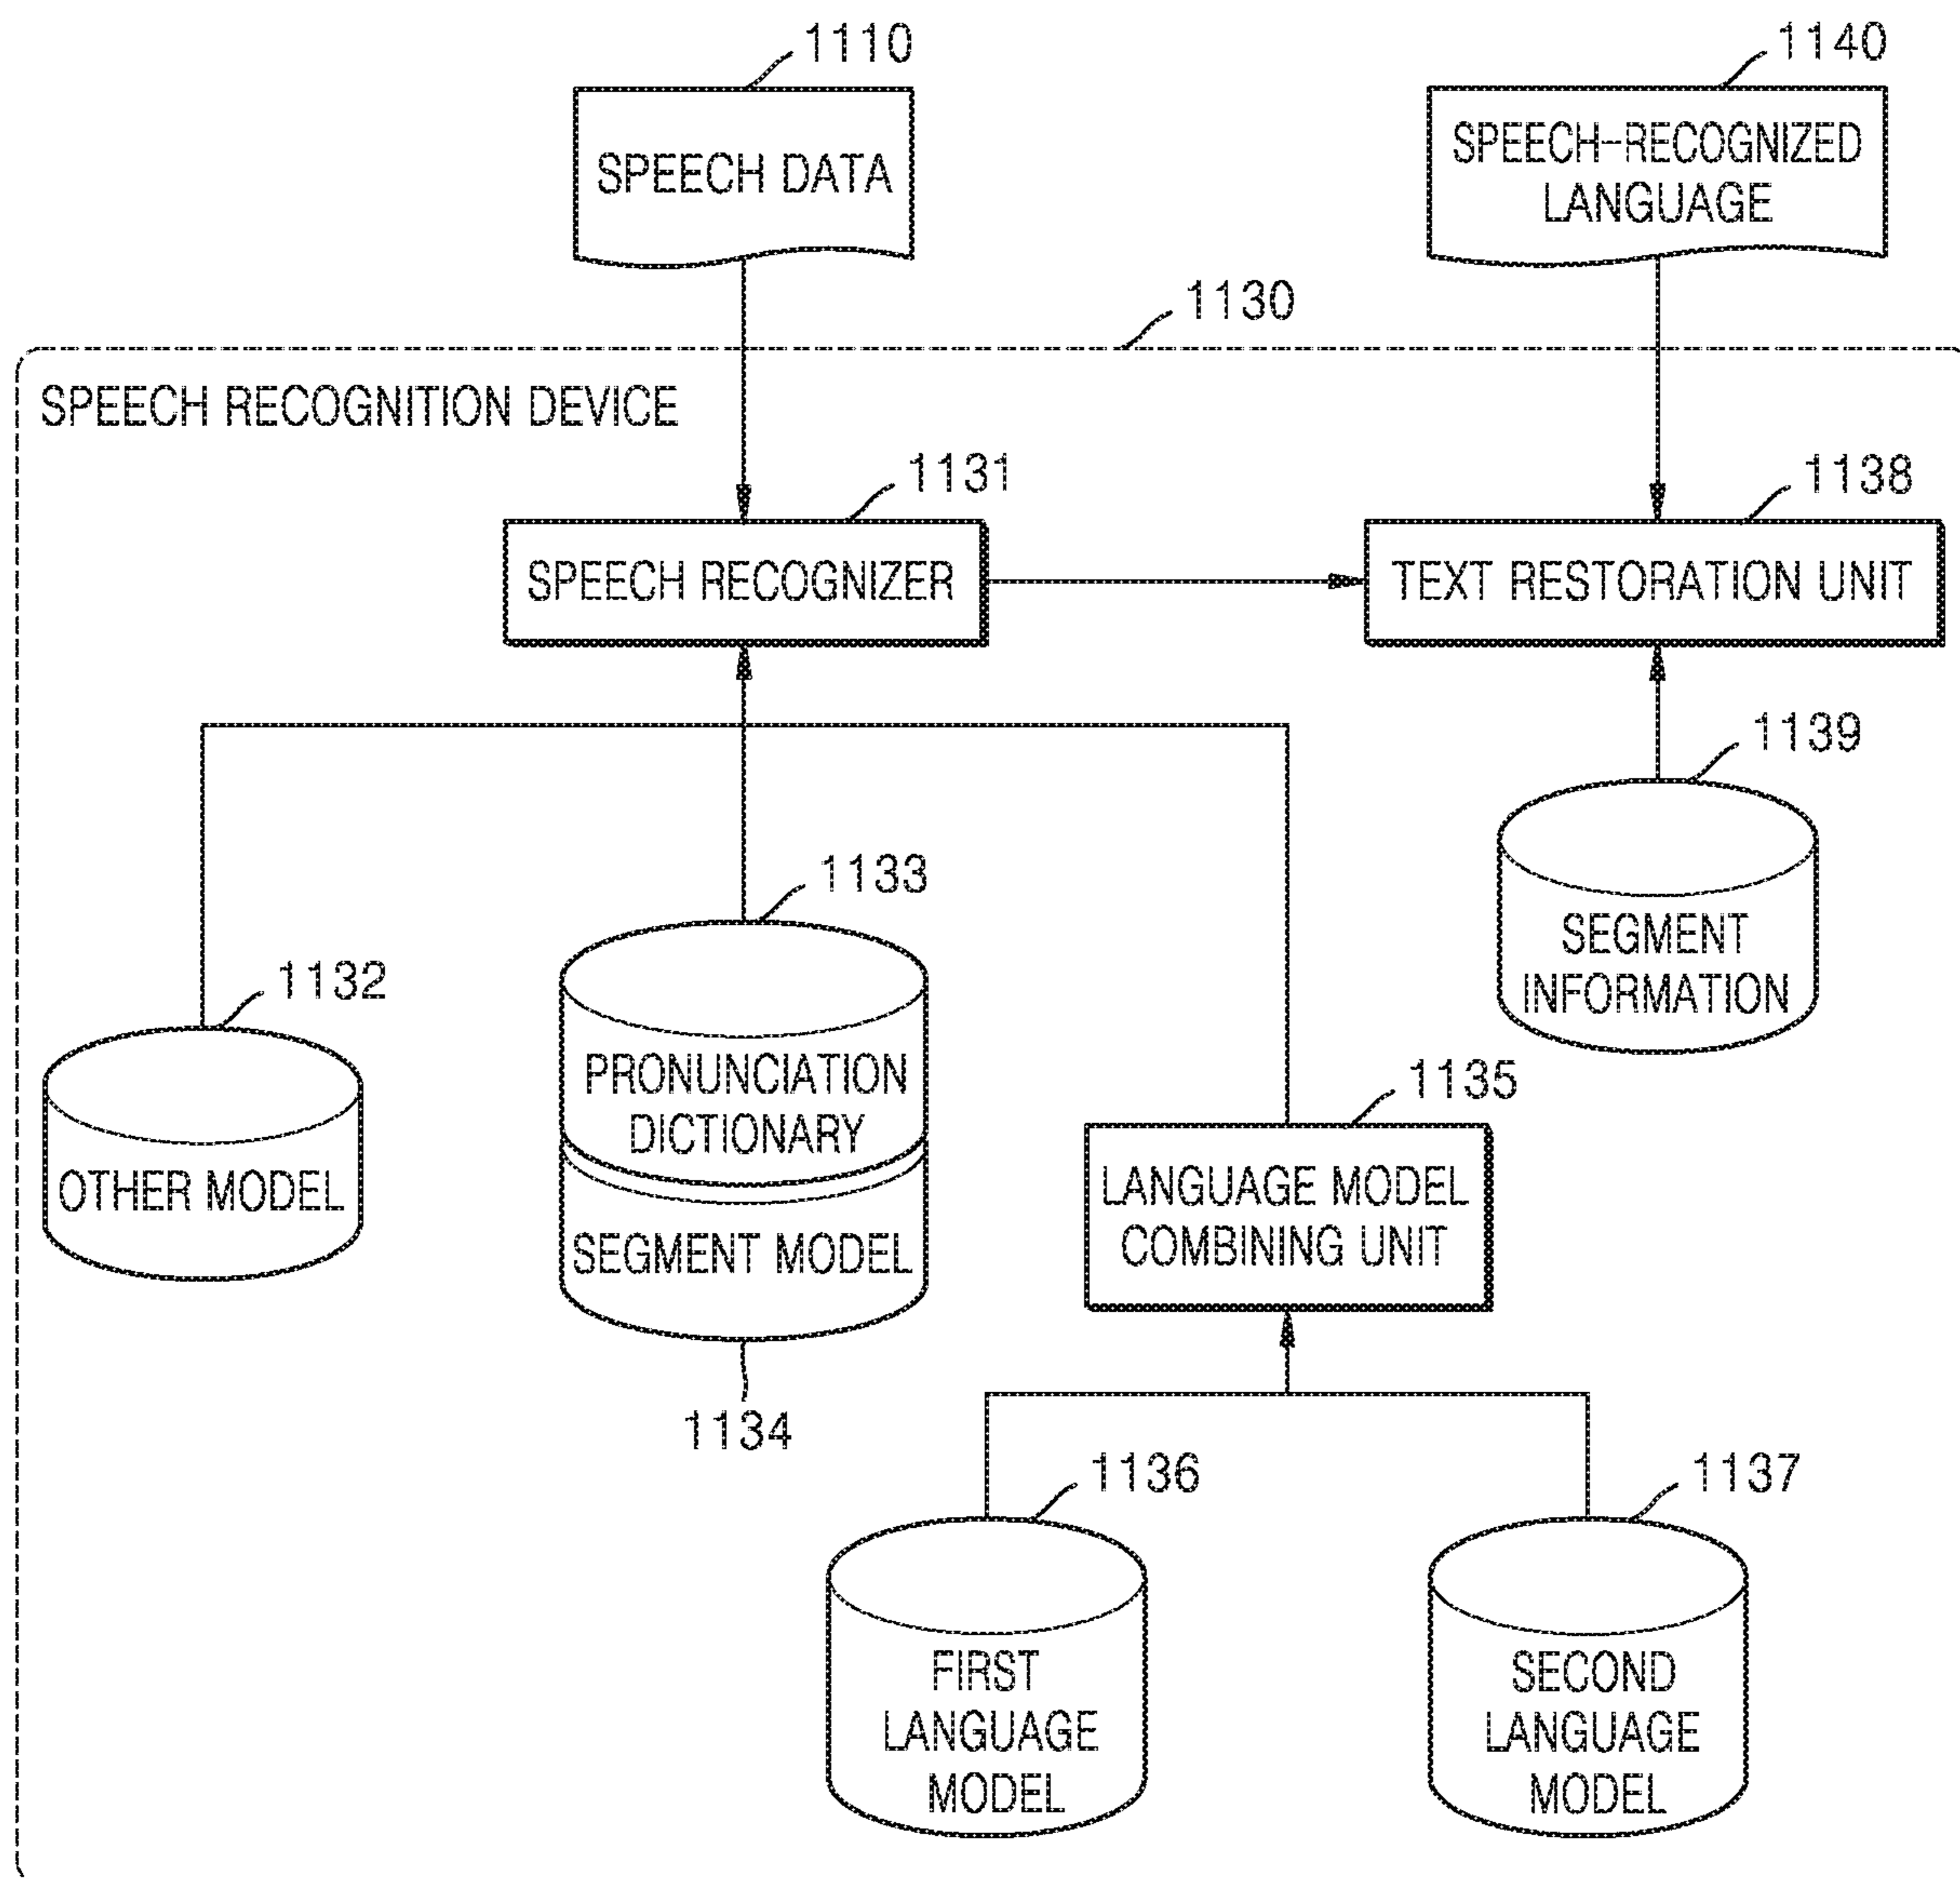 1110
1140
SPEECH DATA
SPEECH-RECOGNIZED
LANGUAGE
1130
SPEECH RECOGNITION DEVICE
1131
1138
SPEECH RECOGNIZER
TEXT RESTORATION UNIT
1139
1133
SEGMENT
INFORMATION
1132
PRONUNCIATION
DICTIONARY
1135
OTHER MODEL
LANGUAGE MODEL
COMBINING UNIT
SEGMENT MODEL
1134
1136
1137
FIRST
LANGUAGE
MODEL
SECOND
LANGUAGE
MODEL